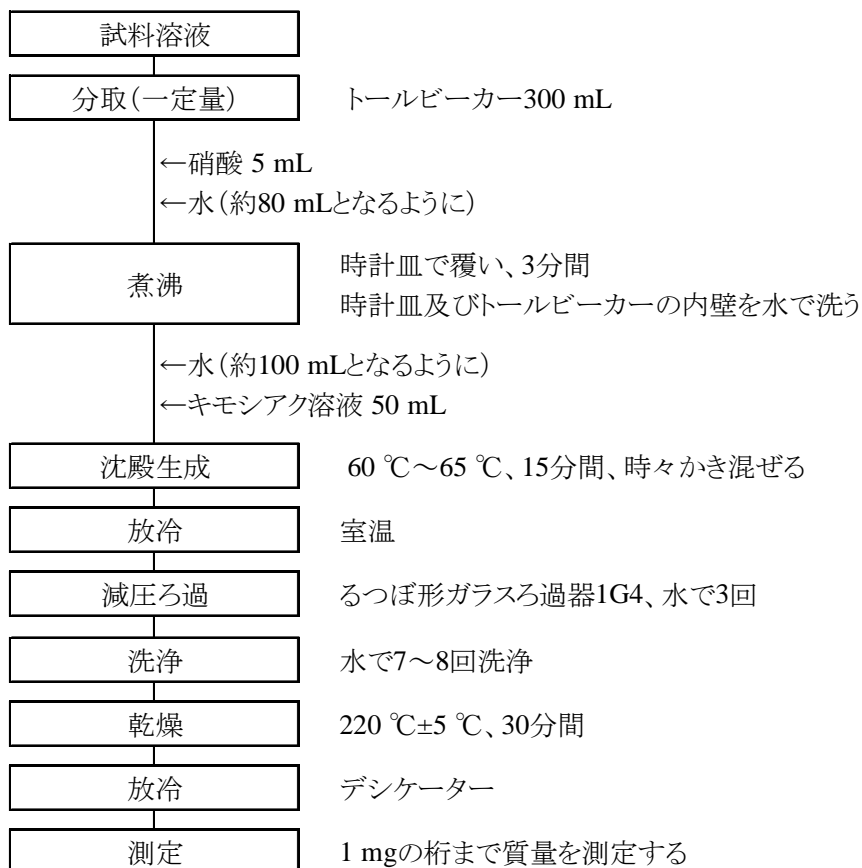 試料溶液
分取（一定量） トールビーカー300 mL
←硝酸 5 mL
←水（約80 mLとなるように）
煮沸 時計皿で覆い、3分間
時計皿及びトールビーカーの内壁を水で洗う
←水（約100 mLとなるように）
←キモシアク溶液 50 mL
沈殿生成 60 ℃～65 ℃、15分間、時々かき混ぜる
放冷 室温
減圧ろ過 るつぼ形ガラスろ過器1G4、水で3回
洗浄 水で7～8回洗浄
乾燥 220 ℃±5 ℃、30分間
放冷 デシケーター
測定 1 mgの桁まで質量を測定する